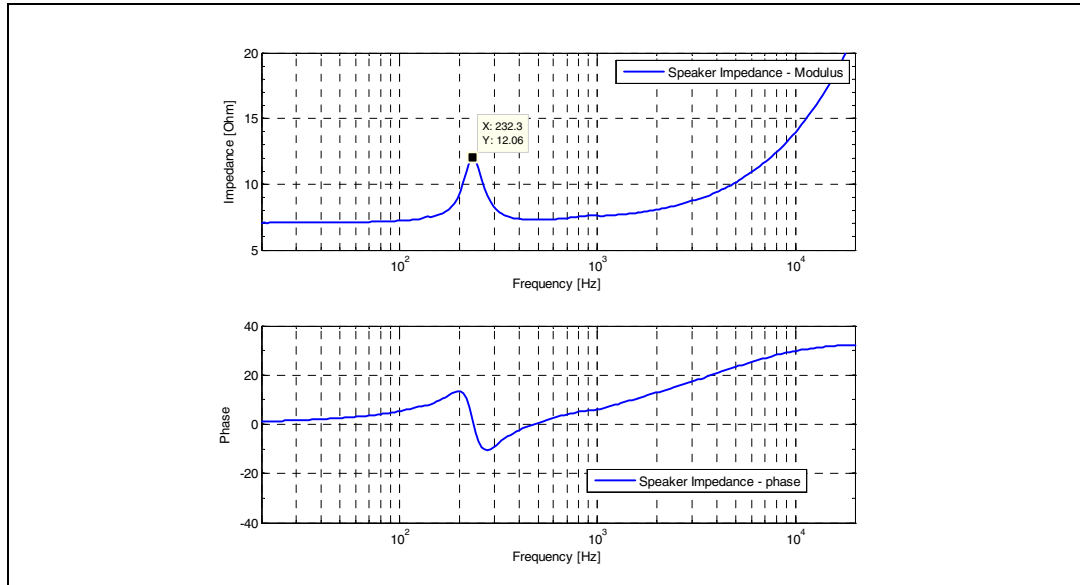 20
15
10
5
Impedance [Ohm]
Speaker Impedance - Modulus
X: 232.3
Y: 12.06
10^2
10^3
10^4
Frequency [Hz]
40
20
0
-20
-40
Phase
Speaker Impedance - phase
10^2
10^3
10^4
Frequency [Hz]